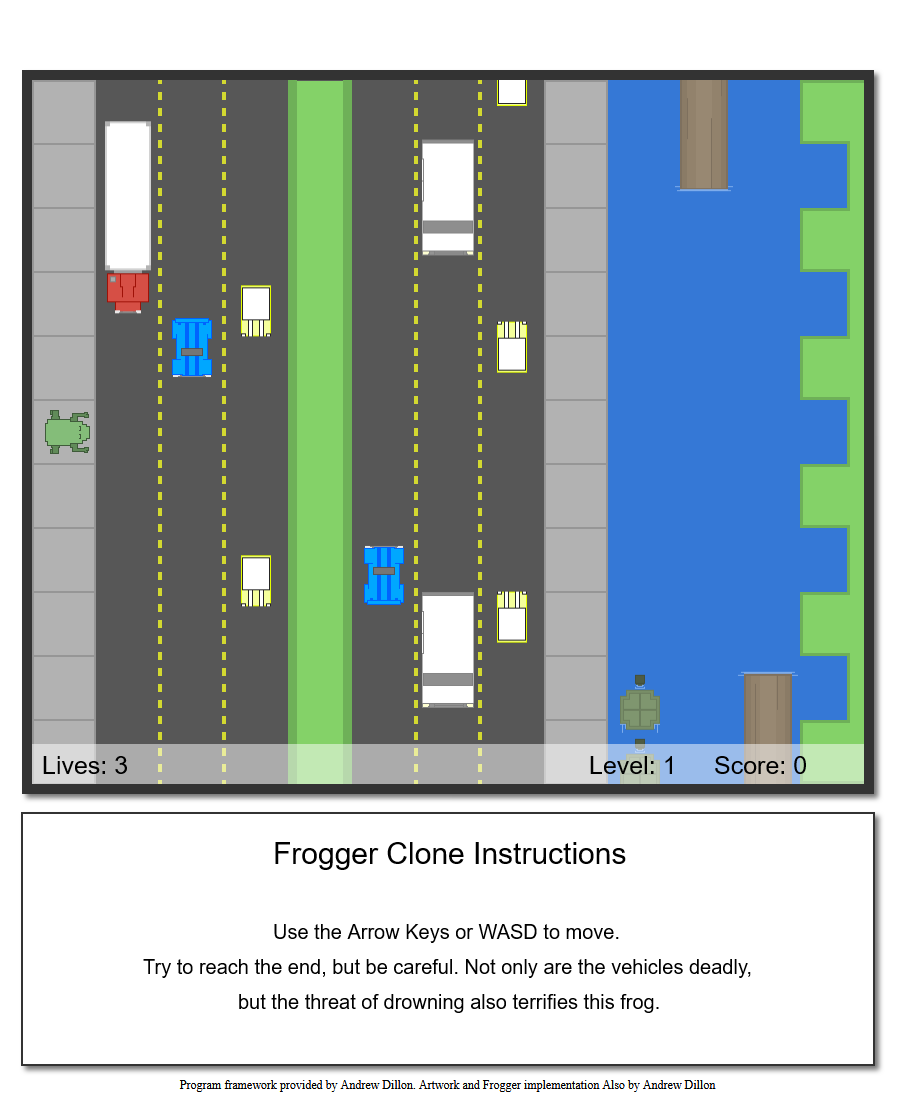 Lives: 3
Level: 1
Score: 0
Frogger Clone Instructions
Use the Arrow Keys or WASD to move.
Try to reach the end, but be careful. Not only are the vehicles deadly,
but the threat of drowning also terrifies this frog.
Program framework provided by Andrew Dillon. Artwork and Frogger implementation Also by Andrew Dillon